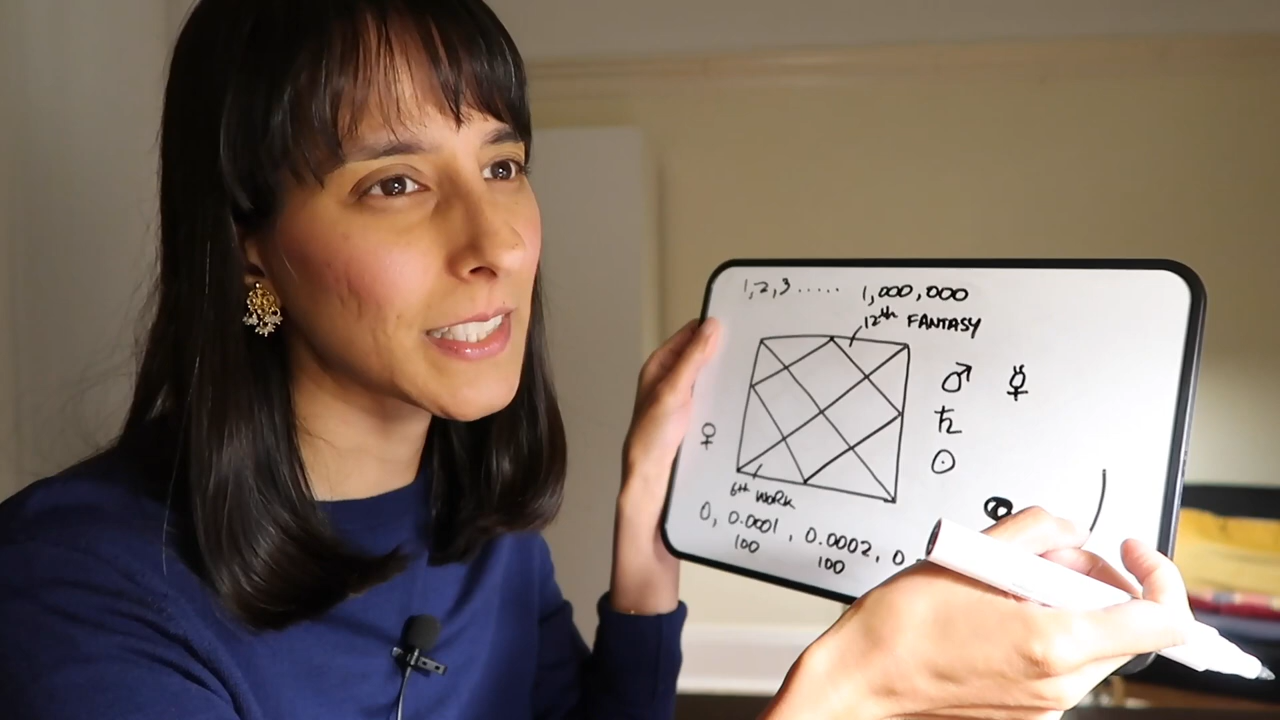 1,2,3..... 1,000,000
12th FANTASY
♂ ☿
♄
☉
♀
6th WORK
0, 0.0001, 0.0002, 0
100 100